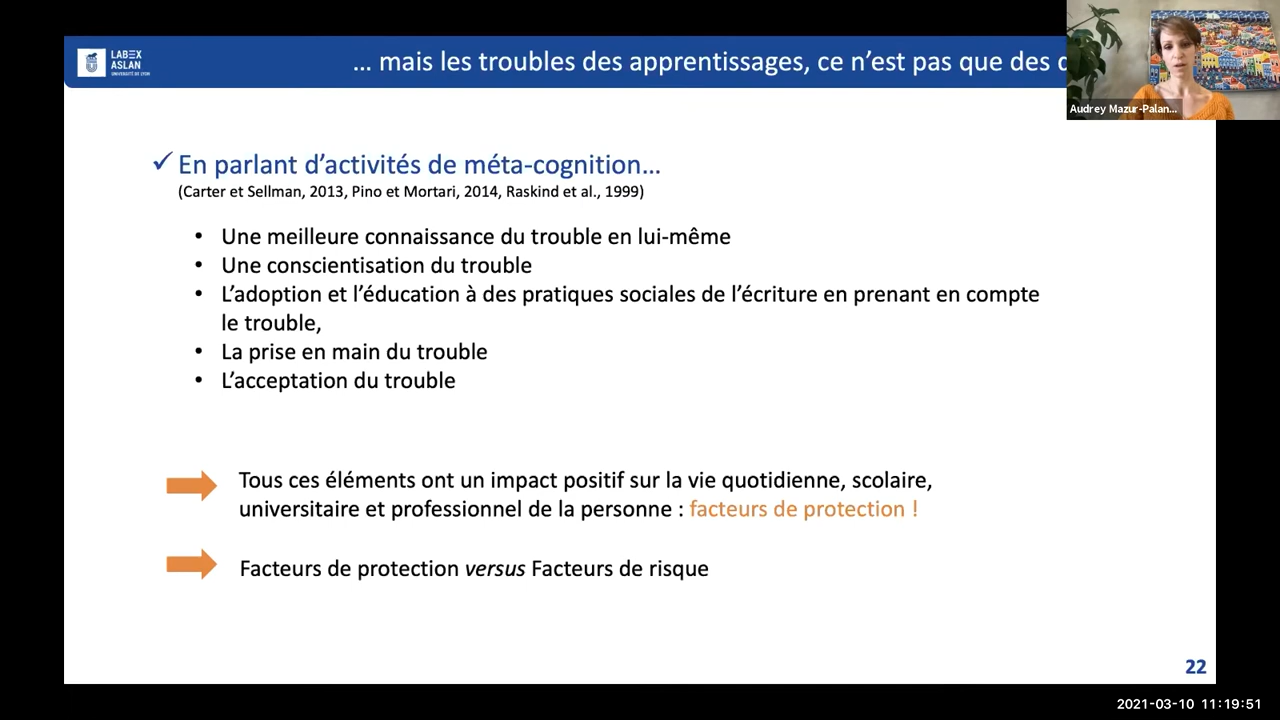 LABEX
ASLAN
UNIVERSITÉ DE LYON
... mais les troubles des apprentissages, ce n'est pas que des
Audrey Mazur-Palan...
✓ En parlant d'activités de méta-cognition...
(Carter et Sellman, 2013, Pino et Mortari, 2014, Raskind et al., 1999)
• Une meilleure connaissance du trouble en lui-même
• Une conscientisation du trouble
• L'adoption et l'éducation à des pratiques sociales de l'écriture en prenant en compte
le trouble,
• La prise en main du trouble
• L'acceptation du trouble
Tous ces éléments ont un impact positif sur la vie quotidienne, scolaire,
universitaire et professionnel de la personne : facteurs de protection !
Facteurs de protection versus Facteurs de risque
22
2021-03-10 11:19:51